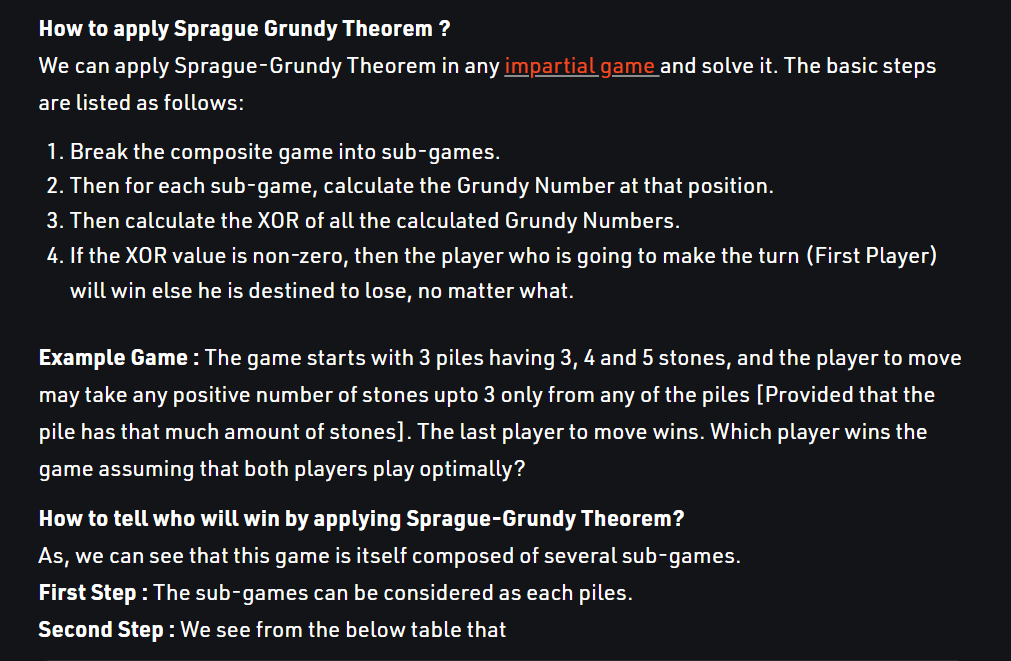 How to apply Sprague Grundy Theorem ?
We can apply Sprague-Grundy Theorem in any impartial game and solve it. The basic steps
are listed as follows:
1. Break the composite game into sub-games.
2. Then for each sub-game, calculate the Grundy Number at that position.
3. Then calculate the XOR of all the calculated Grundy Numbers.
4. If the XOR value is non-zero, then the player who is going to make the turn (First Player)
will win else he is destined to lose, no matter what.
Example Game : The game starts with 3 piles having 3, 4 and 5 stones, and the player to move
may take any positive number of stones upto 3 only from any of the piles [Provided that the
pile has that much amount of stones]. The last player to move wins. Which player wins the
game assuming that both players play optimally?
How to tell who will win by applying Sprague-Grundy Theorem?
As, we can see that this game is itself composed of several sub-games.
First Step : The sub-games can be considered as each piles.
Second Step : We see from the below table that